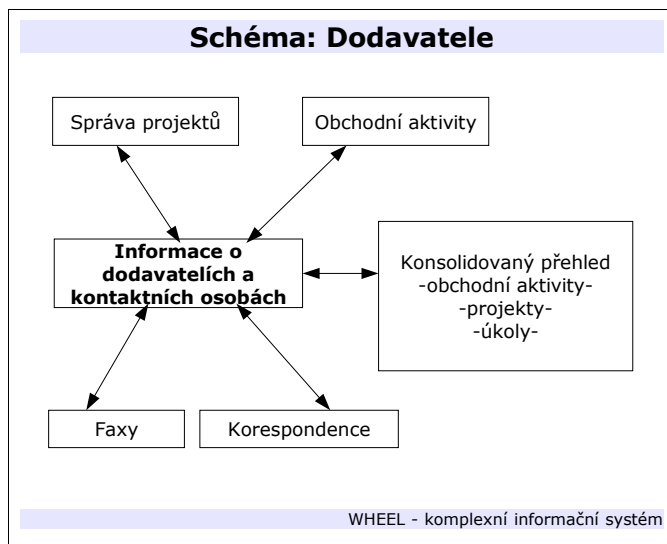 Schéma: Dodavatele
Správa projektů
Obchodní aktivity
Informace o
dodavatelích a
kontaktních osobách
Konsolidovaný přehled
-obchodní aktivity-
-projekty-
-úkoly-
Faxy
Korespondence
WHEEL - komplexní informační systém